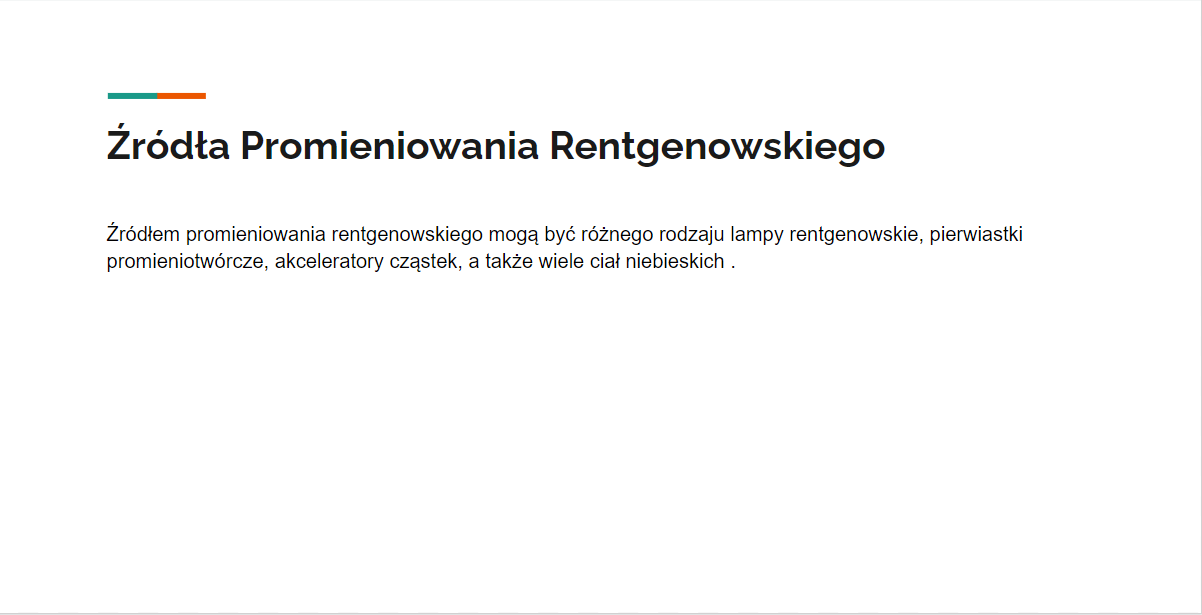 Źródła Promieniowania Rentgenowskiego
Źródłem promieniowania rentgenowskiego mogą być różnego rodzaju lampy rentgenowskie, pierwiastki
promieniotwórcze, akceleratory cząstek, a także wiele ciał niebieskich .